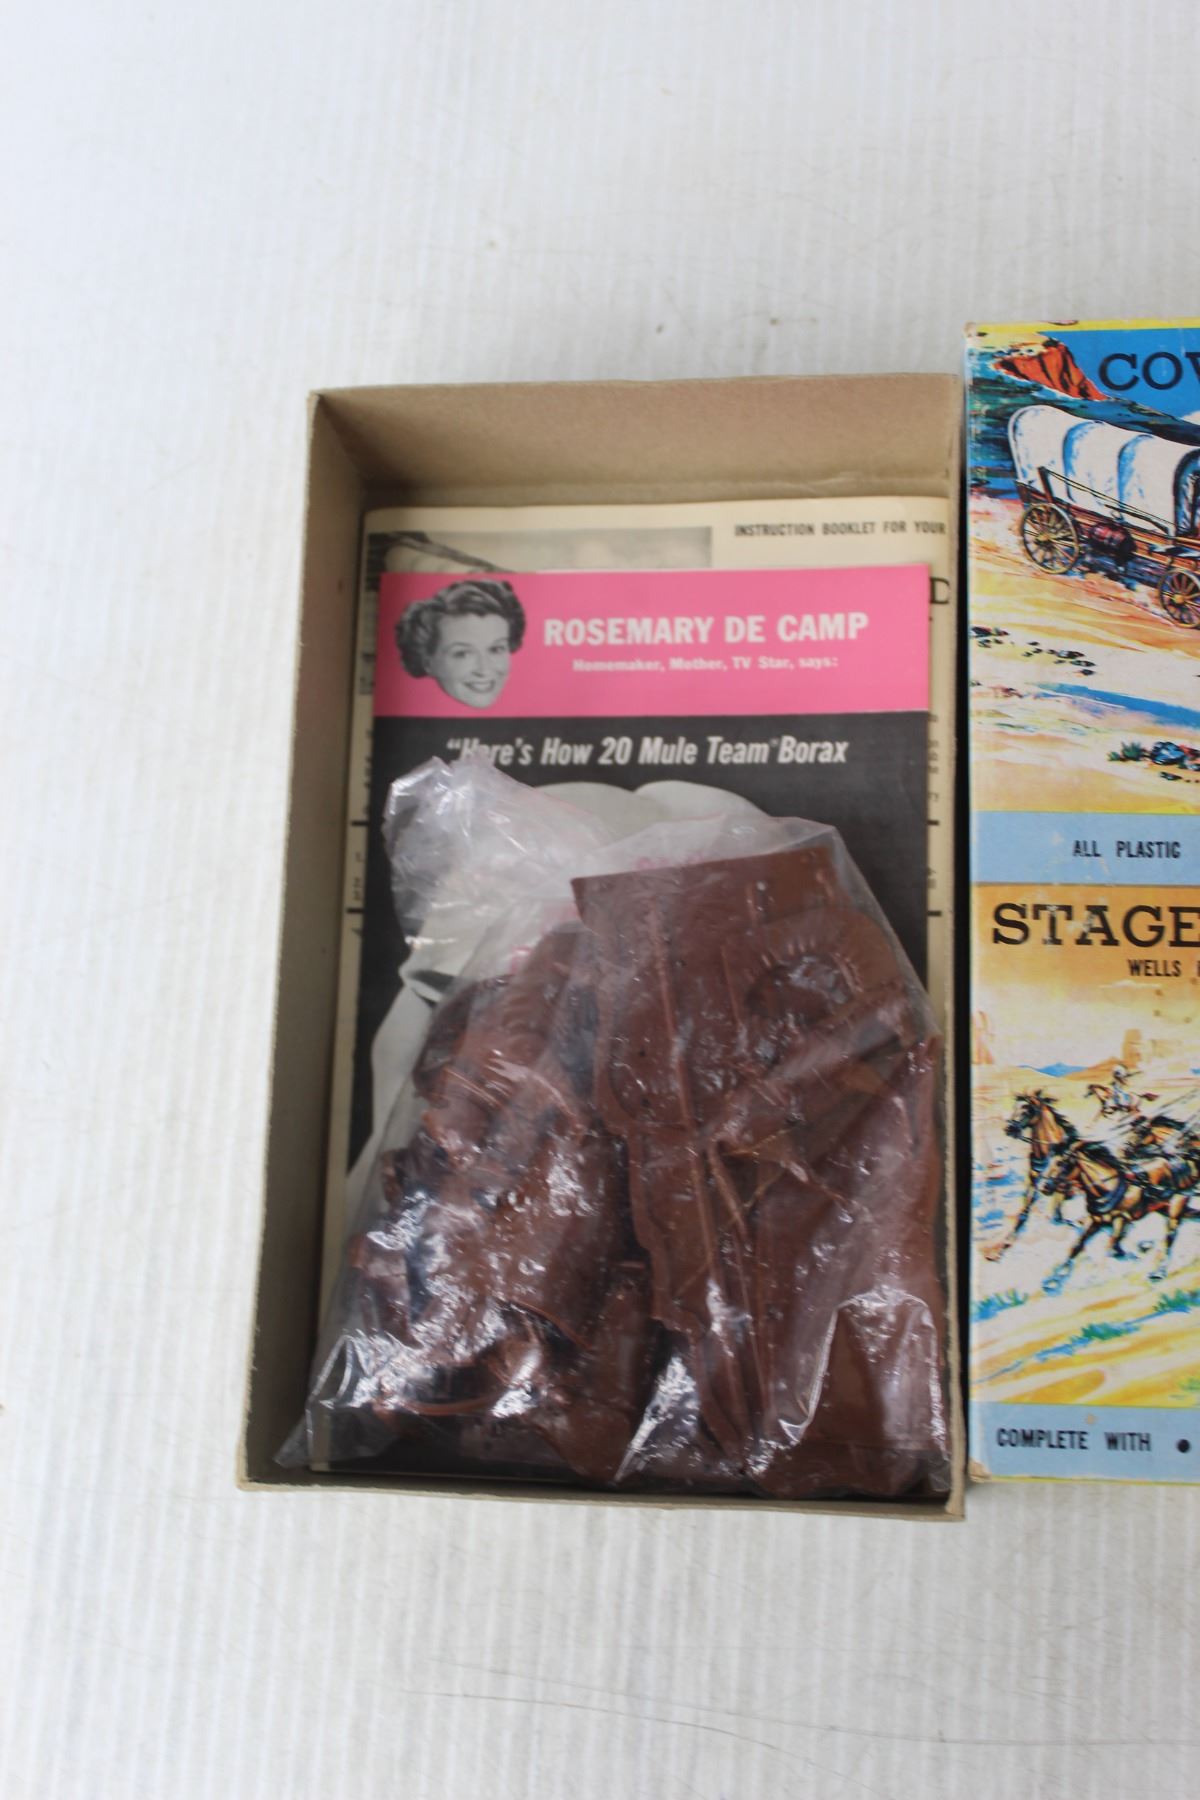 INSTRUCTION BOOKLET FOR YOUR
ROSEMARY DE CAMP
Homemaker, Mother, TV Star, says:
"Here's How 20 Mule Team Borax
COV
ALL PLASTIC
STAGE
WELLS
COMPLETE WITH •